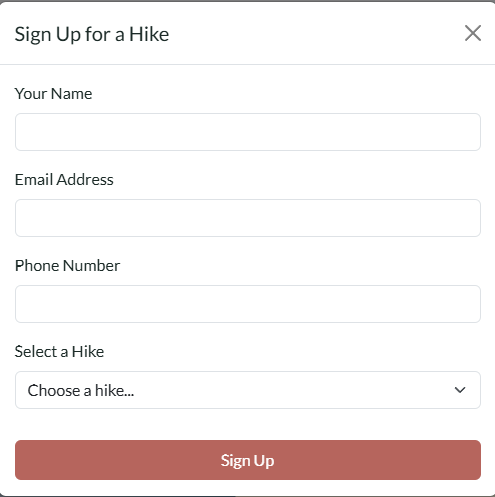 Sign Up for a Hike
Your Name
Email Address
Phone Number
Select a Hike
Choose a hike...
Sign Up